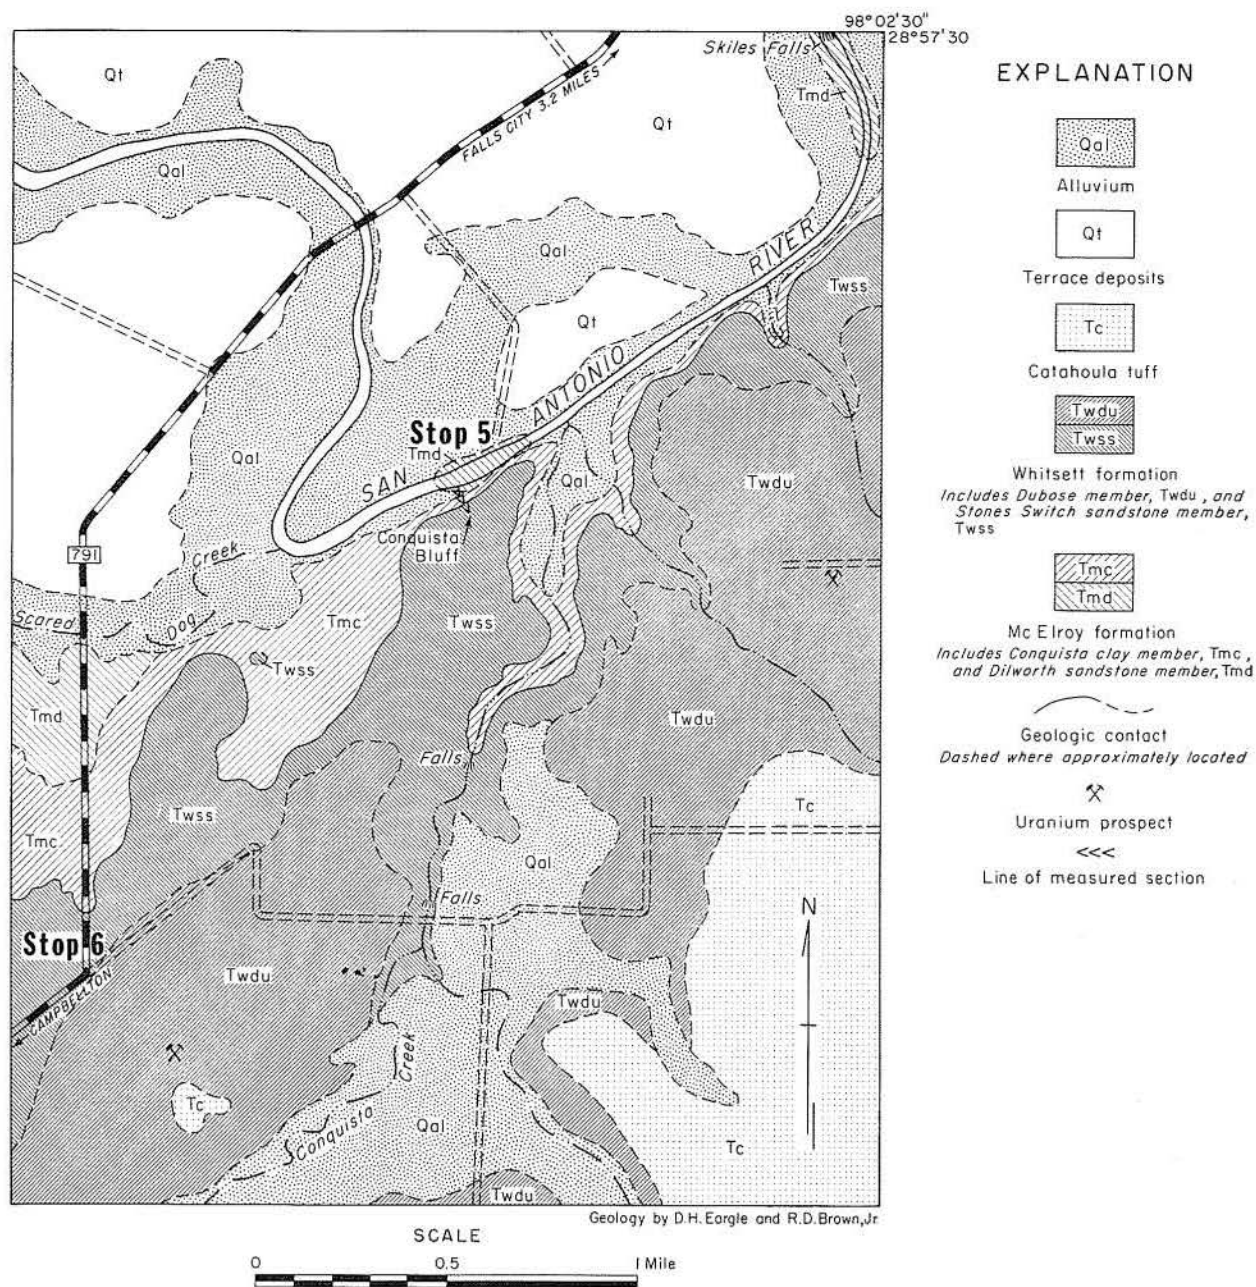 98°02'30"
28°57'30
Skiles Falls
Qt
Tmd
FALLS CITY 3.2 MILES
Qt
Qal
Qal
RIVER
Twss
Qt
ANTONIO
Stop 5
Tmd
SAN
Qal
Qal
Twdu
Conquista
Bluff
791
Creek
Dog
Scared
Tmc
Twss
Twss
Tmd
Twdu
Falls
Tc
Twss
Tmc
Qal
Falls
N
Stop 6
CAMPBELLTON
Twdu
Twdu
Creek
Tc
Conquista
Qal
Tc
Twdu
Geology by D.H. Eargle and R.D. Brown, Jr.
SCALE
0 0.5 1 Mile
EXPLANATION
Qal
Alluvium
Qt
Terrace deposits
Tc
Catahoula tuff
Twdu
Twss
Whitsett formation
Includes Dubose member, Twdu, and
Stones Switch sandstone member,
Twss
Tmc
Tmd
Mc Elroy formation
Includes Conquista clay member, Tmc,
and Dilworth sandstone member, Tmd
Geologic contact
Dashed where approximately located
Uranium prospect
<<<
Line of measured section